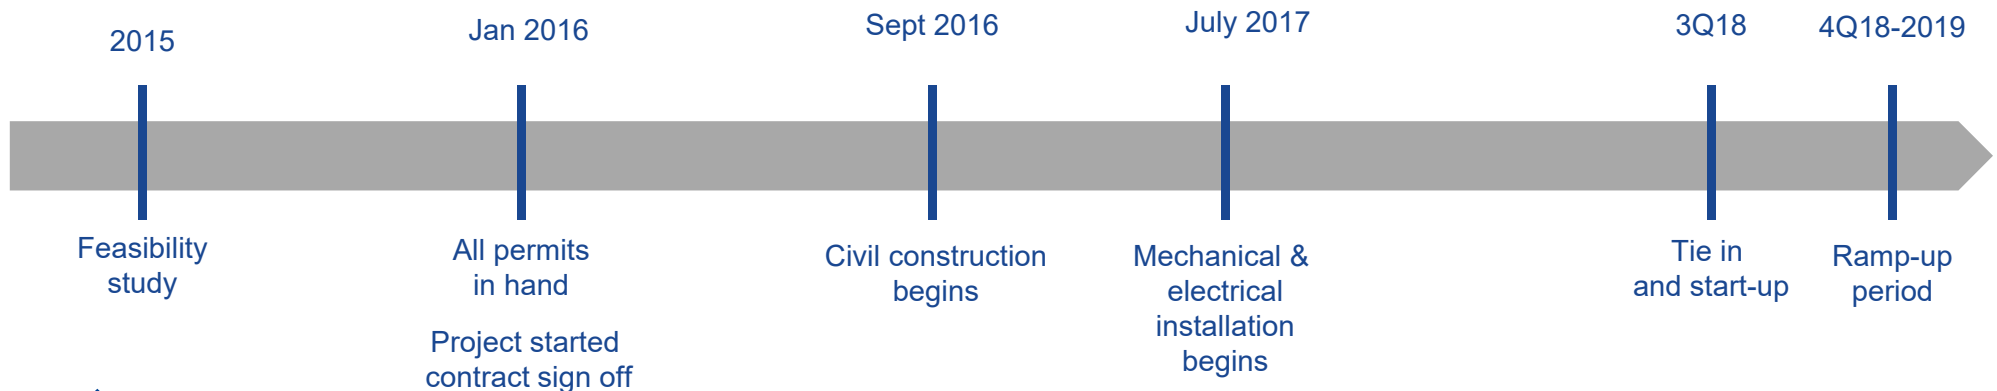 2015
Feasibility
study
Jan 2016
All permits
in hand
Project started
contract sign off
Sept 2016
Civil construction
begins
July 2017
Mechanical &
electrical
installation
begins
3Q18
Tie in
and start-up
4Q18-2019
Ramp-up
period